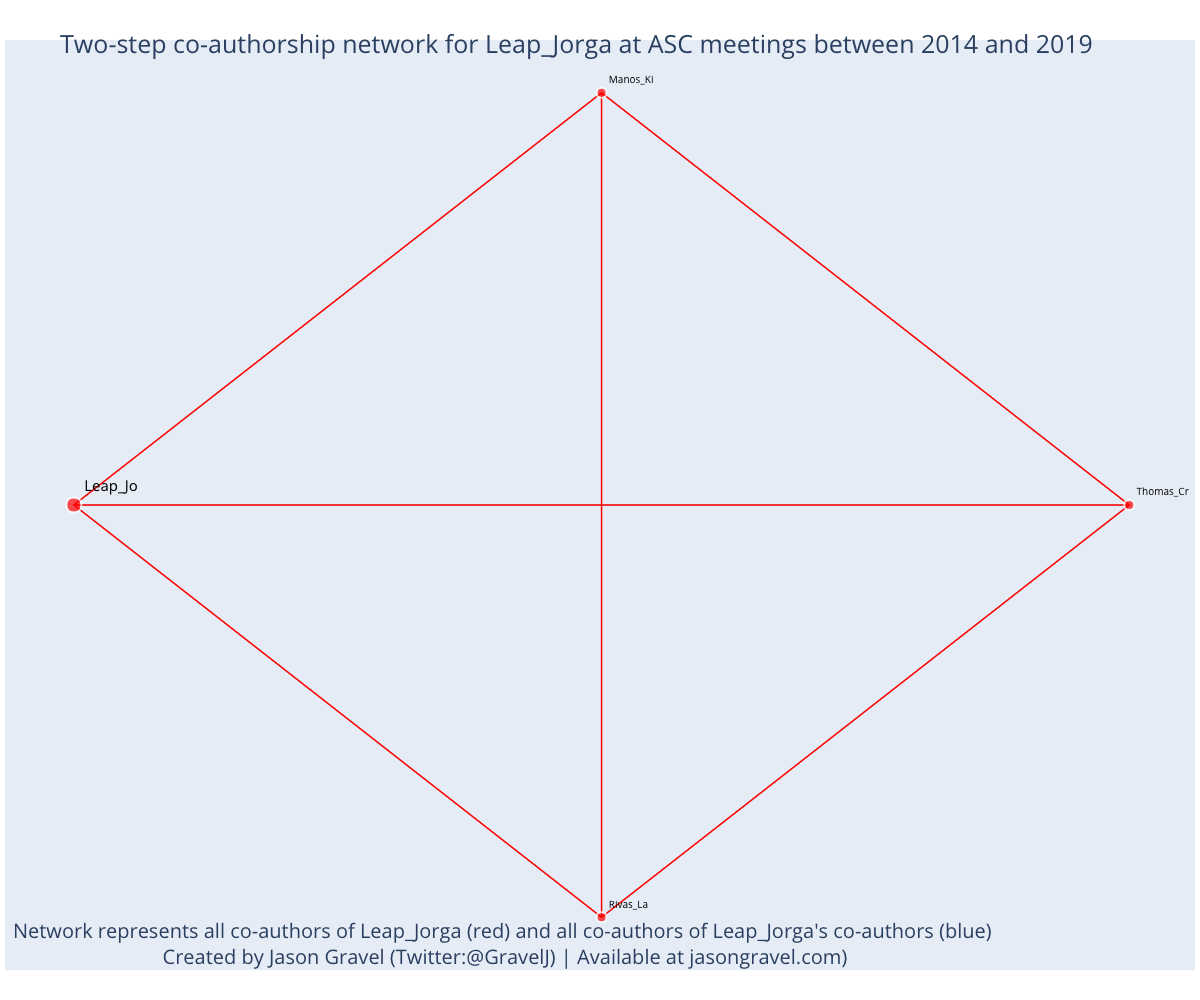 Two-step co-authorship network for Leap_Jorga at ASC meetings between 2014 and 2019
Manos_Ki
Leap_Jo
Thomas_Cr
Rivas_La
Network represents all co-authors of Leap_Jorga (red) and all co-authors of Leap_Jorga's co-authors (blue)
Created by Jason Gravel (Twitter:@GravelJ) | Available at jasongravel.com)